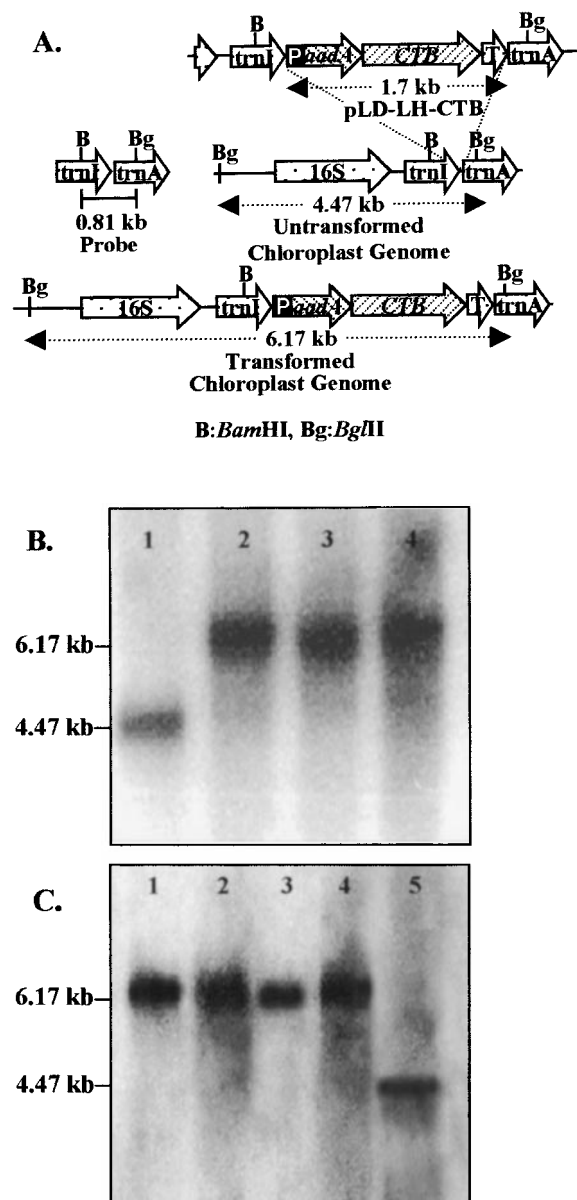 A.
B
trnI P aadA CTB T Bg trnA
1.7 kb
pLD-LH-CTB
B Bg
trnI trnA
0.81 kb
Probe
Bg 16S B trnI Bg trnA
4.47 kb
Untransformed
Chloroplast Genome
Bg 16S B trnI P aadA CTB T Bg trnA
6.17 kb
Transformed
Chloroplast Genome
B:BamHI, Bg:BglII
B.
1 2 3 4
6.17 kb
4.47 kb
C.
1 2 3 4 5
6.17 kb
4.47 kb